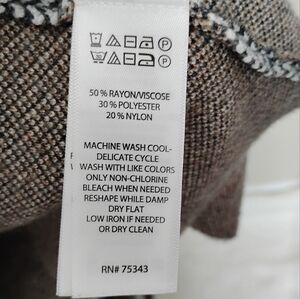 50 % RAYON/VISCOSE
30 % POLYESTER
20 % NYLON
MACHINE WASH COOL-
DELICATE CYCLE
WASH WITH LIKE COLORS
ONLY NON-CHLORINE
BLEACH WHEN NEEDED
RESHAPE WHILE DAMP
DRY FLAT
LOW IRON IF NEEDED
OR DRY CLEAN
RN# 75343